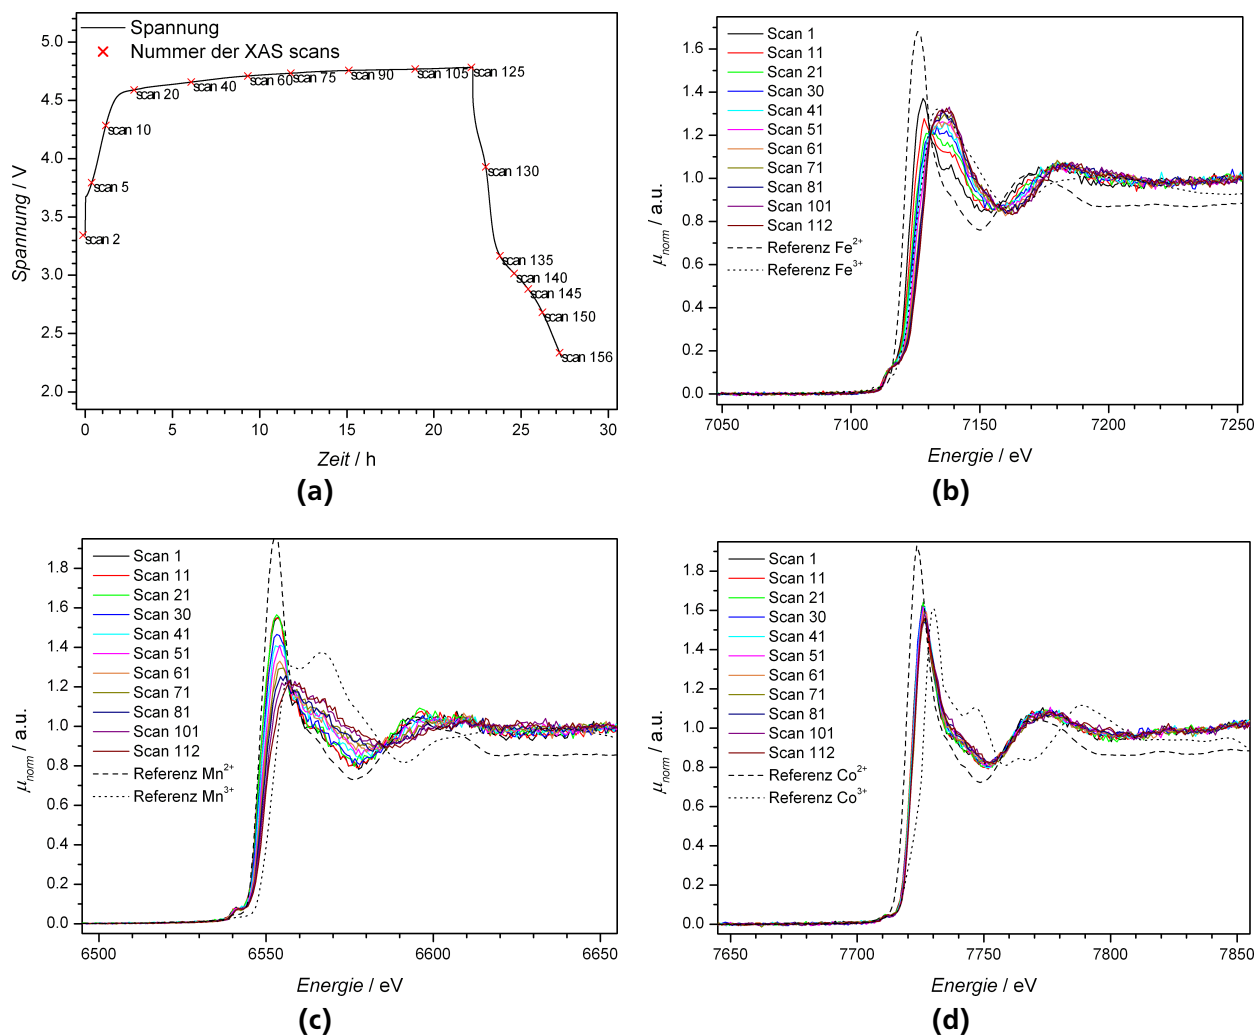 Spannung
Nummer der XAS scans
5.0
4.5
4.0
3.5
3.0
2.5
2.0
Spannung / V
scan 2
scan 5
scan 10
scan 20
scan 40
scan 60
scan 75
scan 90
scan 105
scan 125
scan 130
scan 135
scan 140
scan 145
scan 150
scan 156
0 5 10 15 20 25 30
Zeit / h
(a)
1.6
1.4
1.2
1.0
0.8
0.6
0.4
0.2
0.0
μnorm / a.u.
Scan 1
Scan 11
Scan 21
Scan 30
Scan 41
Scan 51
Scan 61
Scan 71
Scan 81
Scan 101
Scan 112
Referenz Fe²⁺
Referenz Fe³⁺
7050 7100 7150 7200 7250
Energie / eV
(b)
1.8
1.6
1.4
1.2
1.0
0.8
0.6
0.4
0.2
0.0
μnorm / a.u.
Scan 1
Scan 11
Scan 21
Scan 30
Scan 41
Scan 51
Scan 61
Scan 71
Scan 81
Scan 101
Scan 112
Referenz Mn²⁺
Referenz Mn³⁺
6500 6550 6600 6650
Energie / eV
(c)
1.8
1.6
1.4
1.2
1.0
0.8
0.6
0.4
0.2
0.0
μnorm / a.u.
Scan 1
Scan 11
Scan 21
Scan 30
Scan 41
Scan 51
Scan 61
Scan 71
Scan 81
Scan 101
Scan 112
Referenz Co²⁺
Referenz Co³⁺
7650 7700 7750 7800 7850
Energie / eV
(d)